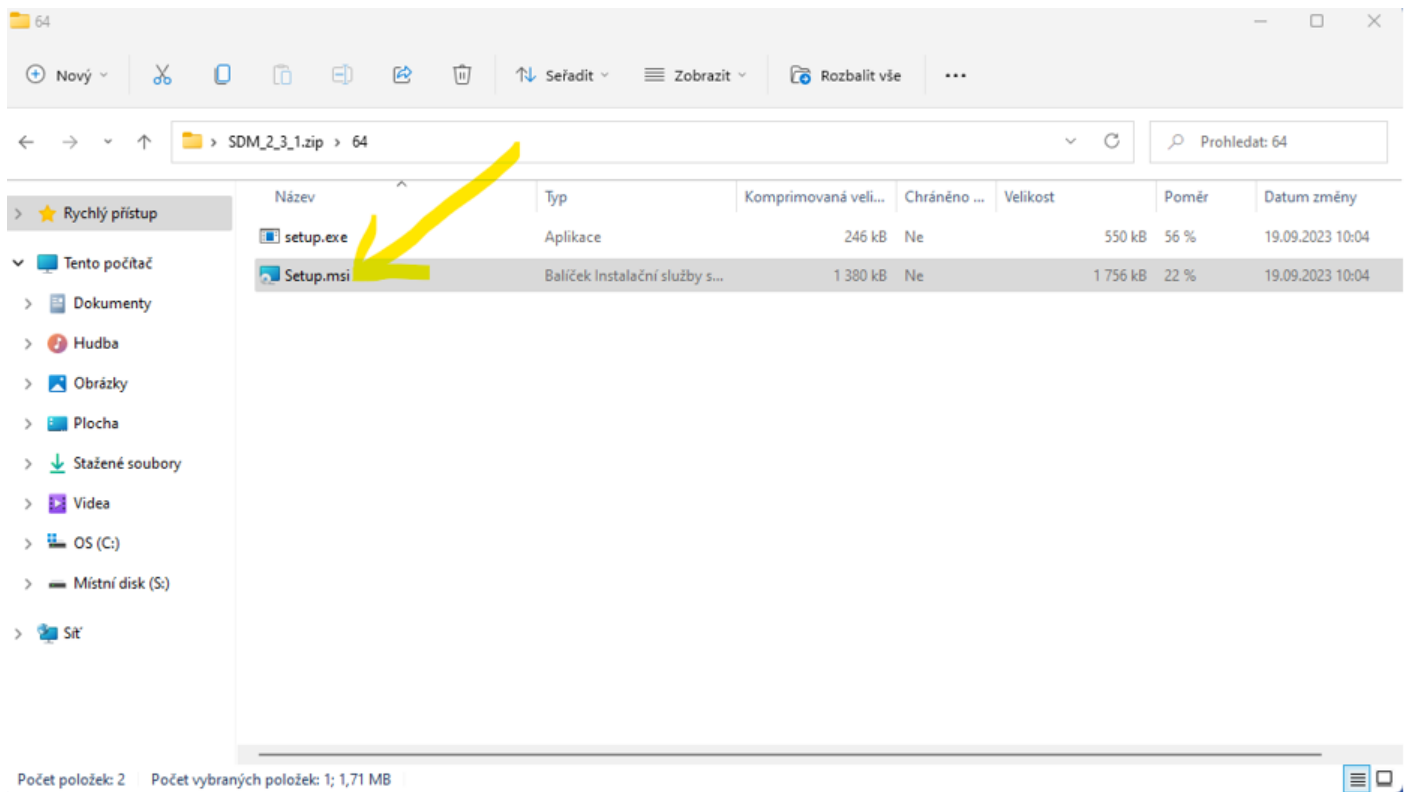 64
Nový
Seřadit
Zobrazit
Rozbalit vše
SDM_2_3_1.zip > 64
Prohledat: 64
Název Typ Komprimovaná veli... Chráněno ... Velikost Poměr Datum změny
setup.exe Aplikace 246 kB Ne 550 kB 56 % 19.09.2023 10:04
Setup.msi Balíček Instalační služby s... 1 380 kB Ne 1 756 kB 22 % 19.09.2023 10:04
Rychlý přístup
Tento počítač
Dokumenty
Hudba
Obrázky
Plocha
Stažené soubory
Videa
OS (C:)
Místní disk (S:)
Síť
Počet položek: 2 Počet vybraných položek: 1; 1,71 MB